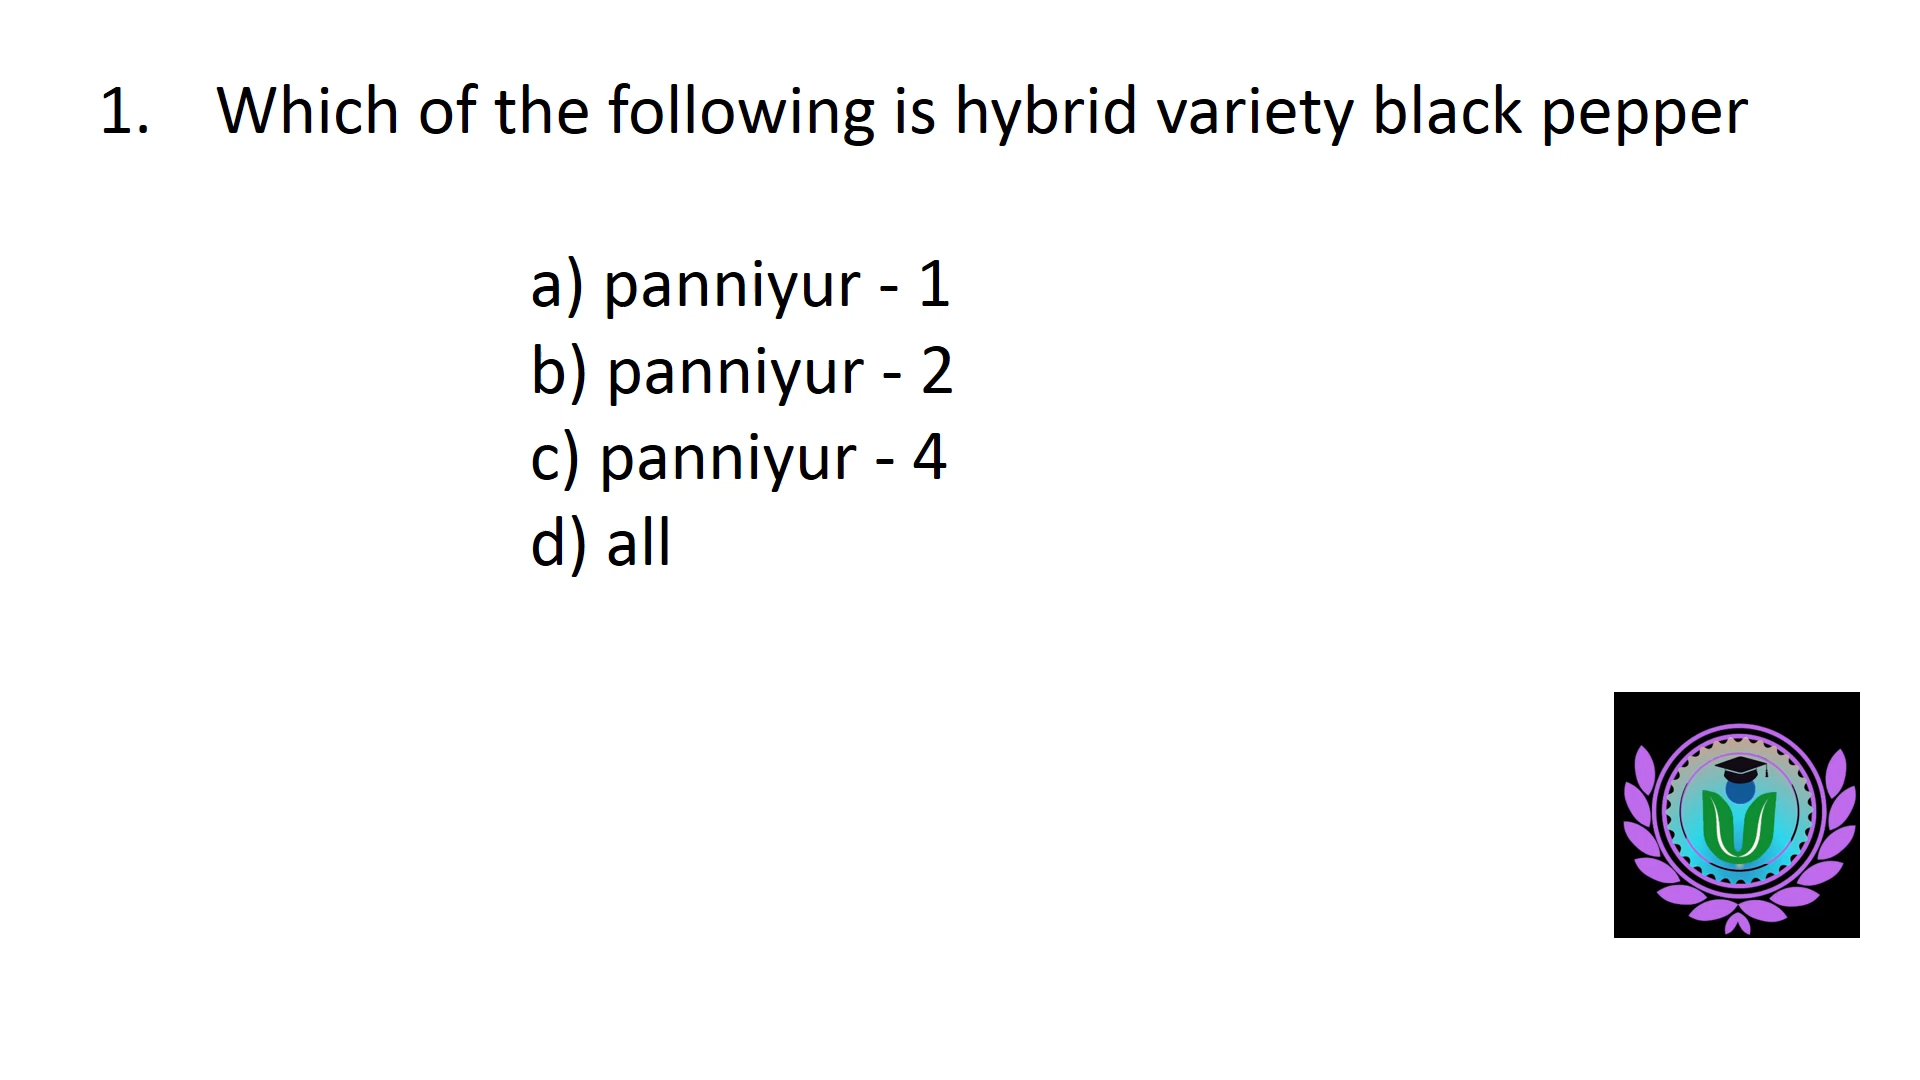 1. Which of the following is hybrid variety black pepper
a) panniyur - 1
b) panniyur - 2
c) panniyur - 4
d) all